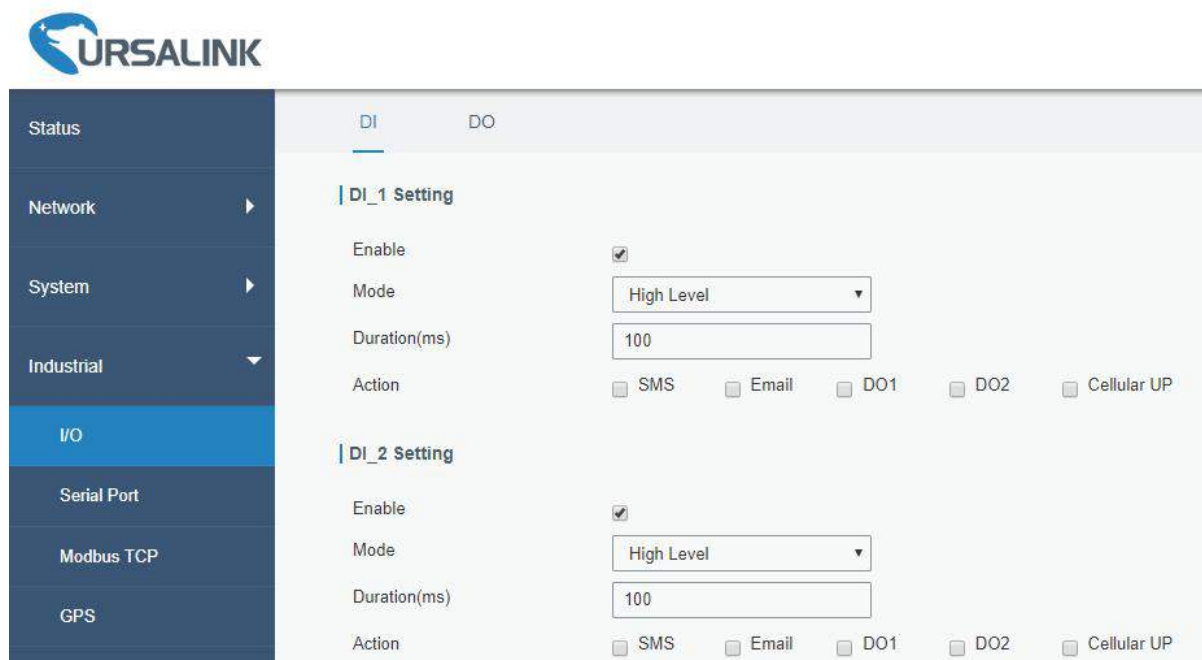 URSALINK
Status
Network
System
Industrial
I/O
Serial Port
Modbus TCP
GPS
DI DO
DI_1 Setting
Enable
Mode High Level
Duration(ms) 100
Action SMS Email DO1 DO2 Cellular UP
DI_2 Setting
Enable
Mode High Level
Duration(ms) 100
Action SMS Email DO1 DO2 Cellular UP